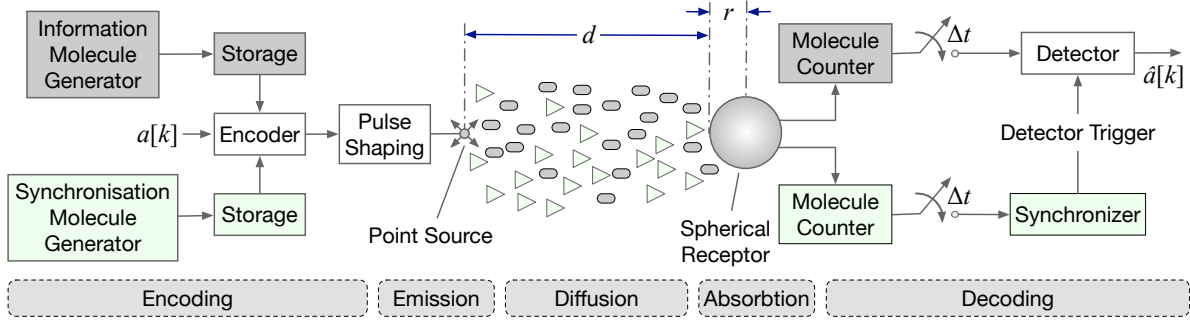 Information
Molecule
Generator
Storage
a[k]
Encoder
Synchronisation
Molecule
Generator
Storage
Pulse
Shaping
Point Source
d
r
Spherical
Receptor
Molecule
Counter
Δt
Detector
â[k]
Detector Trigger
Molecule
Counter
Δt
Synchronizer
Encoding
Emission
Diffusion
Absorbtion
Decoding